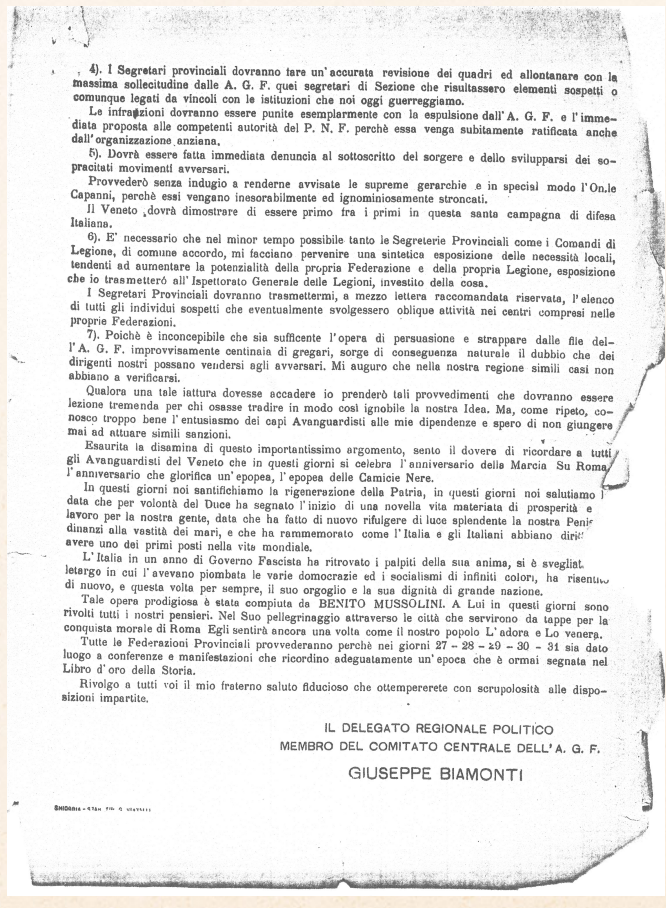 4). I Segretari provinciali dovranno fare un'accurata revisione dei quadri ed allontanare con la
massima sollecitudine dalle A. G. F. quei segretari di Sezione che risultassero elementi sospetti o
comunque legati da vincoli con le istituzioni che noi oggi guerreggiamo.
Le infrazioni dovranno essere punite esemplarmente con la espulsione dall'A. G. F. e l'imme-
diata proposta alle competenti autorità del P. N. F. perchè essa venga subitamente ratificata anche
dall'organizzazione anziana.
5). Dovrà essere fatta immediata denuncia al sottoscritto del sorgere e dello svilupparsi dei so-
pracitati movimenti avversari.
Provvederò senza indugio a renderne avvisate le supreme gerarchie e in special modo l'On.le
Capanni, perchè essi vengano inesorabilmente ed ignominiosamente stroncati.
Il Veneto dovrà dimostrare di essere primo fra i primi in questa santa campagna di difesa
Italiana.
6). E' necessario che nel minor tempo possibile tanto le Segreterie Provinciali come i Comandi di
Legione, di comune accordo, mi facciano pervenire una sintetica esposizione delle necessità locali,
tendenti ad aumentare la potenzialità della propria Federazione e della propria Legione, esposizione
che io trasmetterò all'Ispettorato Generale delle Legioni, investito della cosa.
I Segretari Provinciali dovranno trasmettermi, a mezzo lettera raccomandata riservata, l'elenco
di tutti gli individui sospetti che eventualmente svolgessero oblique attività nei centri compresi nelle
proprie Federazioni.
7). Poichè è inconcepibile che sia sufficente l'opera di persuasione e strappare dalle file del-
l'A. G. F. improvvisamente centinaia di gregari, sorge di conseguenza naturale il dubbio che dei
dirigenti nostri possano vendersi agli avversari. Mi auguro che nella nostra regione simili casi non
abbiano a verificarsi.
Qualora una tale iattura dovesse accadere io prenderò tali provvedimenti che dovranno essere
lezione tremenda per chi osasse tradire in modo così ignobile la nostra Idea. Ma, come ripeto, co-
nosco troppo bene l'entusiasmo dei capi Avanguardisti alle mie dipendenze e spero di non giungere
mai ad attuare simili sanzioni.
Esaurita la disamina di questo importantissimo argomento, sento il dovere di ricordare a tutti
gli Avanguardisti del Veneto che in questi giorni si celebra l'anniversario della Marcia Su Roma
l'anniversario che glorifica un'epopea, l'epopea delle Camicie Nere.
In questi giorni noi santifichiamo la rigenerazione della Patria, in questi giorni noi salutiamo l
data che per volontà del Duce ha segnato l'inizio di una novella vita materiata di prosperità e
lavoro per la nostra gente, data che ha fatto di nuovo rifulgere di luce splendente la nostra Penis
dinanzi alla vastità dei mari, e che ha rammemorato come l'Italia e gli Italiani abbiano dirit
avere uno dei primi posti nella vita mondiale.
L'Italia in un anno di Governo Fascista ha ritrovato i palpiti della sua anima, si è svegliat
letargo in cui l'avevano piombata le varie domocrazie ed i socialismi di infiniti colori, ha risentito
di nuovo, e questa volta per sempre, il suo orgoglio e la sua dignità di grande nazione.
Tale opera prodigiosa è stata compiuta da BENITO MUSSOLINI. A Lui in questi giorni sono
rivolti tutti i nostri pensieri. Nel Suo pellegrinaggio attraverso le città che servirono da tappe per la
conquista morale di Roma Egli sentirà ancora una volta come il nostro popolo L'adora e Lo venera.
Tutte le Federazioni Provinciali provvederanno perchè nei giorni 27 - 28 - 29 - 30 - 31 sia dato
luogo a conferenze e manifestazioni che ricordino adeguatamente un'epoca che è ormai segnata nel
Libro d'oro della Storia.
Rivolgo a tutti voi il mio fraterno saluto fiducioso che ottempererete con scrupolosità alle dispo-
sizioni impartite.
IL DELEGATO REGIONALE POLITICO
MEMBRO DEL COMITATO CENTRALE DELL'A. G. F.
GIUSEPPE BIAMONTI